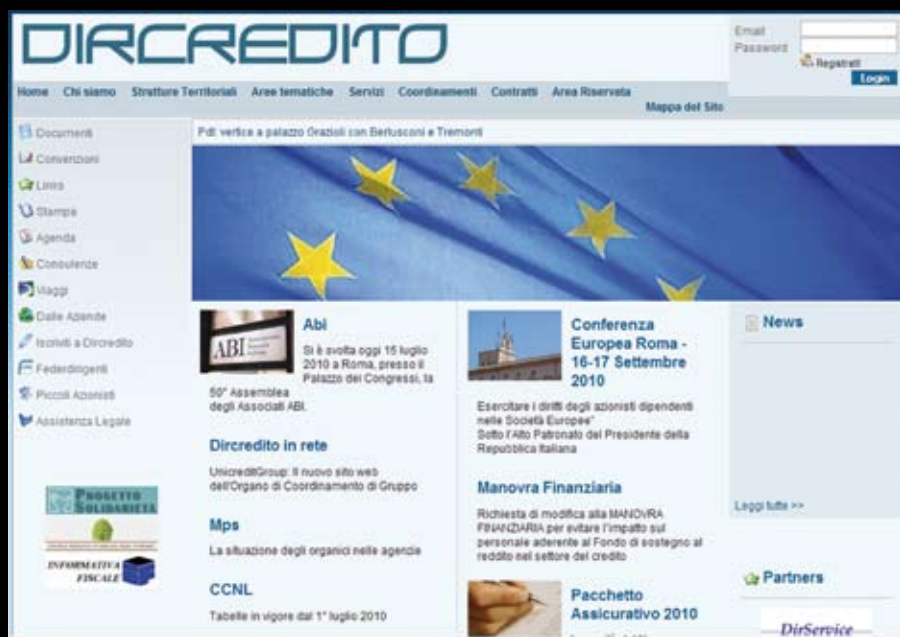 DIRCREDITO
Email
Password
Registrati
Login
Home Chi siamo Strutture Territoriali Aree tematiche Servizi Coordinamenti Contratti Area Riservata
Mappa del Sito
Documenti
Convenzioni
Links
Stampa
Agenda
Consulenze
Viaggi
Dalle Aziende
Iscriviti a Dircredito
Federdirigenti
Piccoli Azionisti
Assistenza Legale
PROGETTO
SOLIDARIETÀ
INFORMATIVA
FISCALE
Pdl: vertice a palazzo Grazioli con Berlusconi e Tremonti
ABI
Abi
Si è svolta oggi 15 luglio
2010 a Roma, presso il
Palazzo dei Congressi, la
50° Assemblea
degli Associati ABI.
Dircredito in rete
UnicreditGroup: Il nuovo sito web
dell'Organo di Coordinamento di Gruppo
Mps
La situazione degli organici nelle agenzie
CCNL
Tabelle in vigore dal 1° luglio 2010
Conferenza
Europea Roma -
16-17 Settembre
2010
Esercitare i diritti degli azionisti dipendenti
nelle Società Europee"
Sotto l'Alto Patronato del Presidente della
Repubblica Italiana
Manovra Finanziaria
Richiesta di modifica alla MANOVRA
FINANZIARIA per evitare l'impatto sul
personale aderente al Fondo di sostegno al
reddito nel settore del credito
Pacchetto
Assicurativo 2010
News
Leggi tutte >>
Partners
DirService